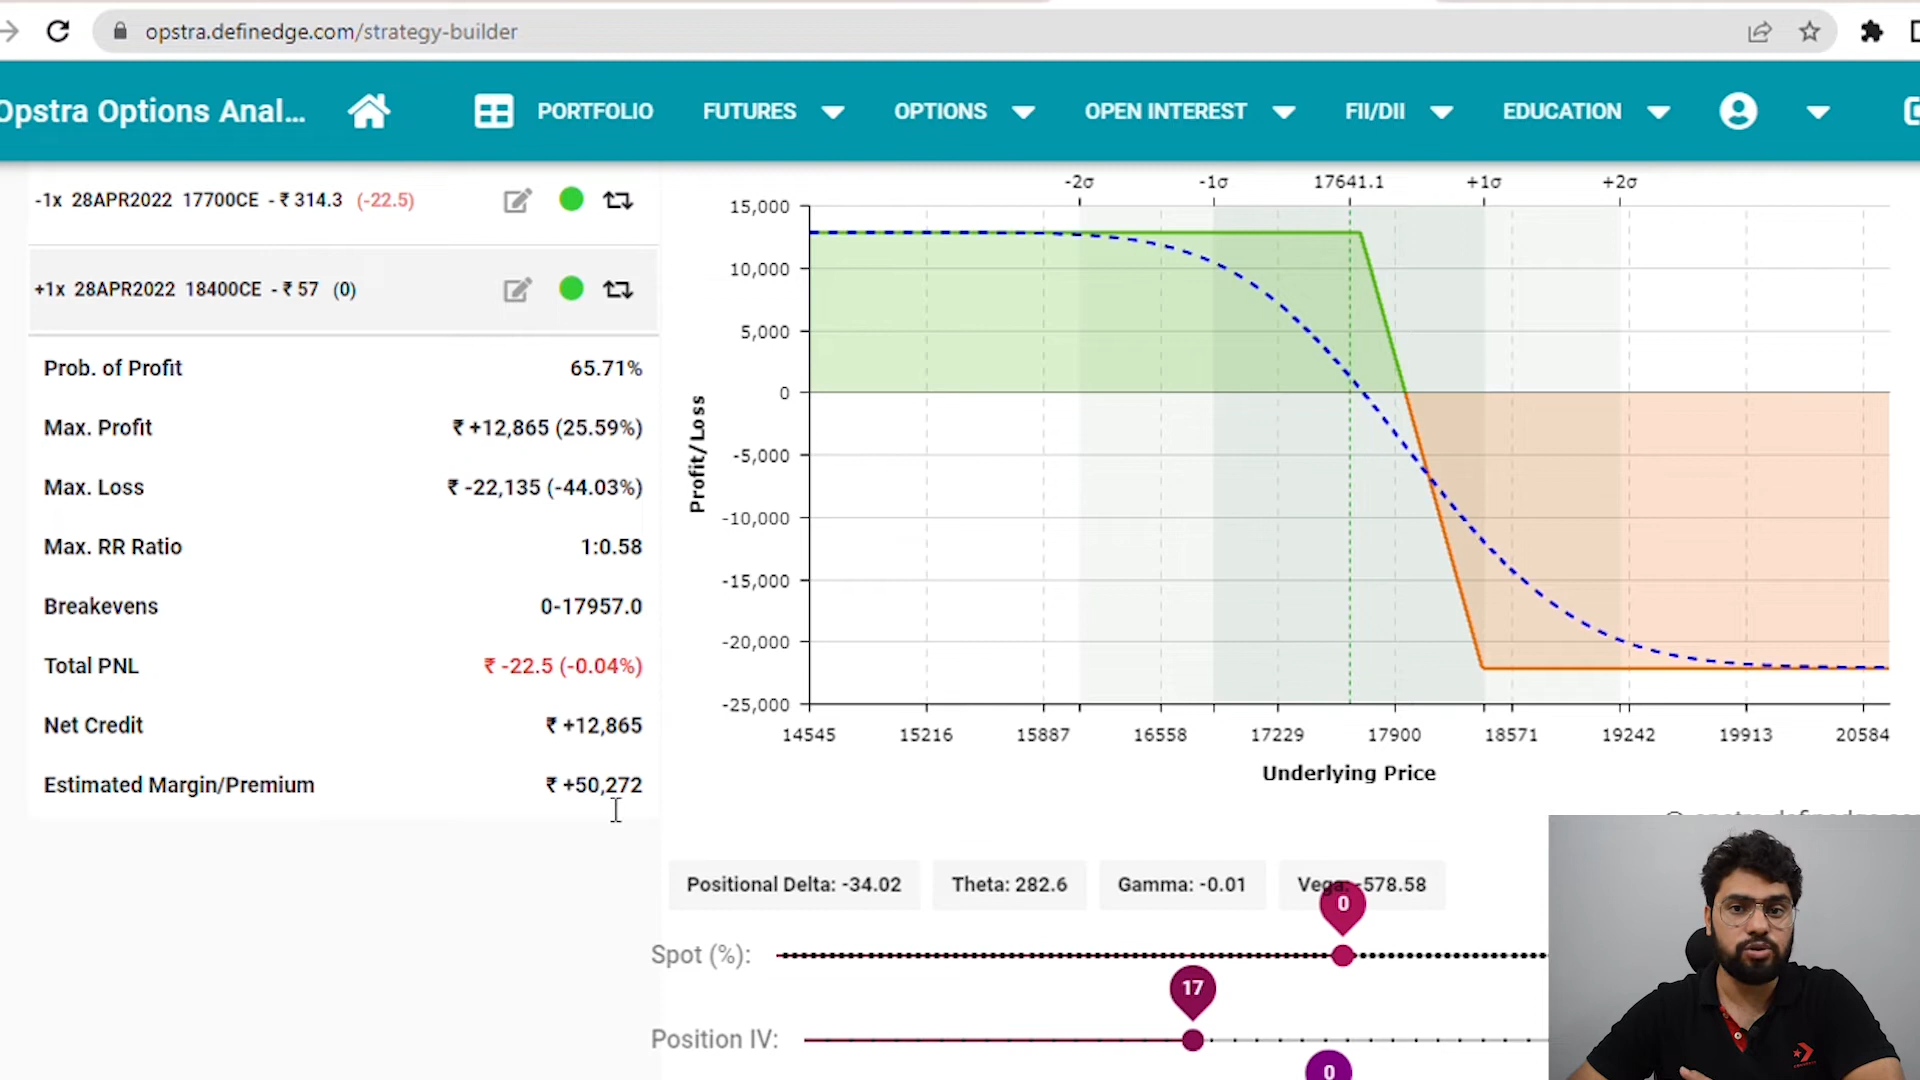 opstra.definedge.com/strategy-builder
Opstra Options Anal... PORTFOLIO FUTURES OPTIONS OPEN INTEREST FII/DII EDUCATION
-1x 28APR2022 17700CE - ₹ 314.3 (-22.5)
+1x 28APR2022 18400CE - ₹ 57 (0)
Prob. of Profit 65.71%
Max. Profit ₹ +12,865 (25.59%)
Max. Loss ₹ -22,135 (-44.03%)
Max. RR Ratio 1:0.58
Breakevens 0-17957.0
Total PNL ₹ -22.5 (-0.04%)
Net Credit ₹ +12,865
Estimated Margin/Premium ₹ +50,272
-2σ -1σ 17641.1 +1σ +2σ
15,000
10,000
5,000
0
-5,000
-10,000
-15,000
-20,000
-25,000
Profit/Loss
14545 15216 15887 16558 17229 17900 18571 19242 19913 20584
Underlying Price
Positional Delta: -34.02 Theta: 282.6 Gamma: -0.01 Vega: -578.58
0
Spot (%):
17
Position IV:
0